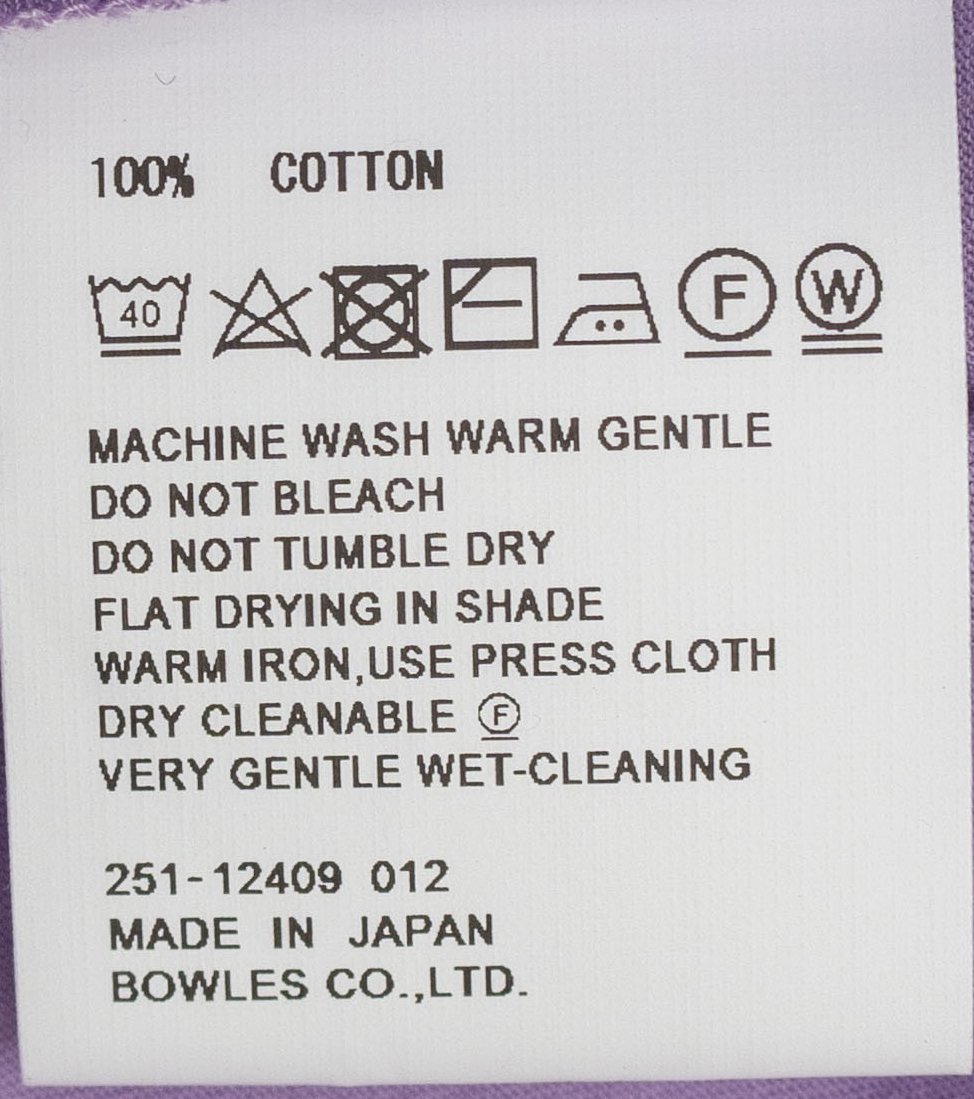 100% COTTON
40 F W
MACHINE WASH WARM GENTLE
DO NOT BLEACH
DO NOT TUMBLE DRY
FLAT DRYING IN SHADE
WARM IRON,USE PRESS CLOTH
DRY CLEANABLE Ⓕ
VERY GENTLE WET-CLEANING
251-12409 012
MADE IN JAPAN
BOWLES CO.,LTD.